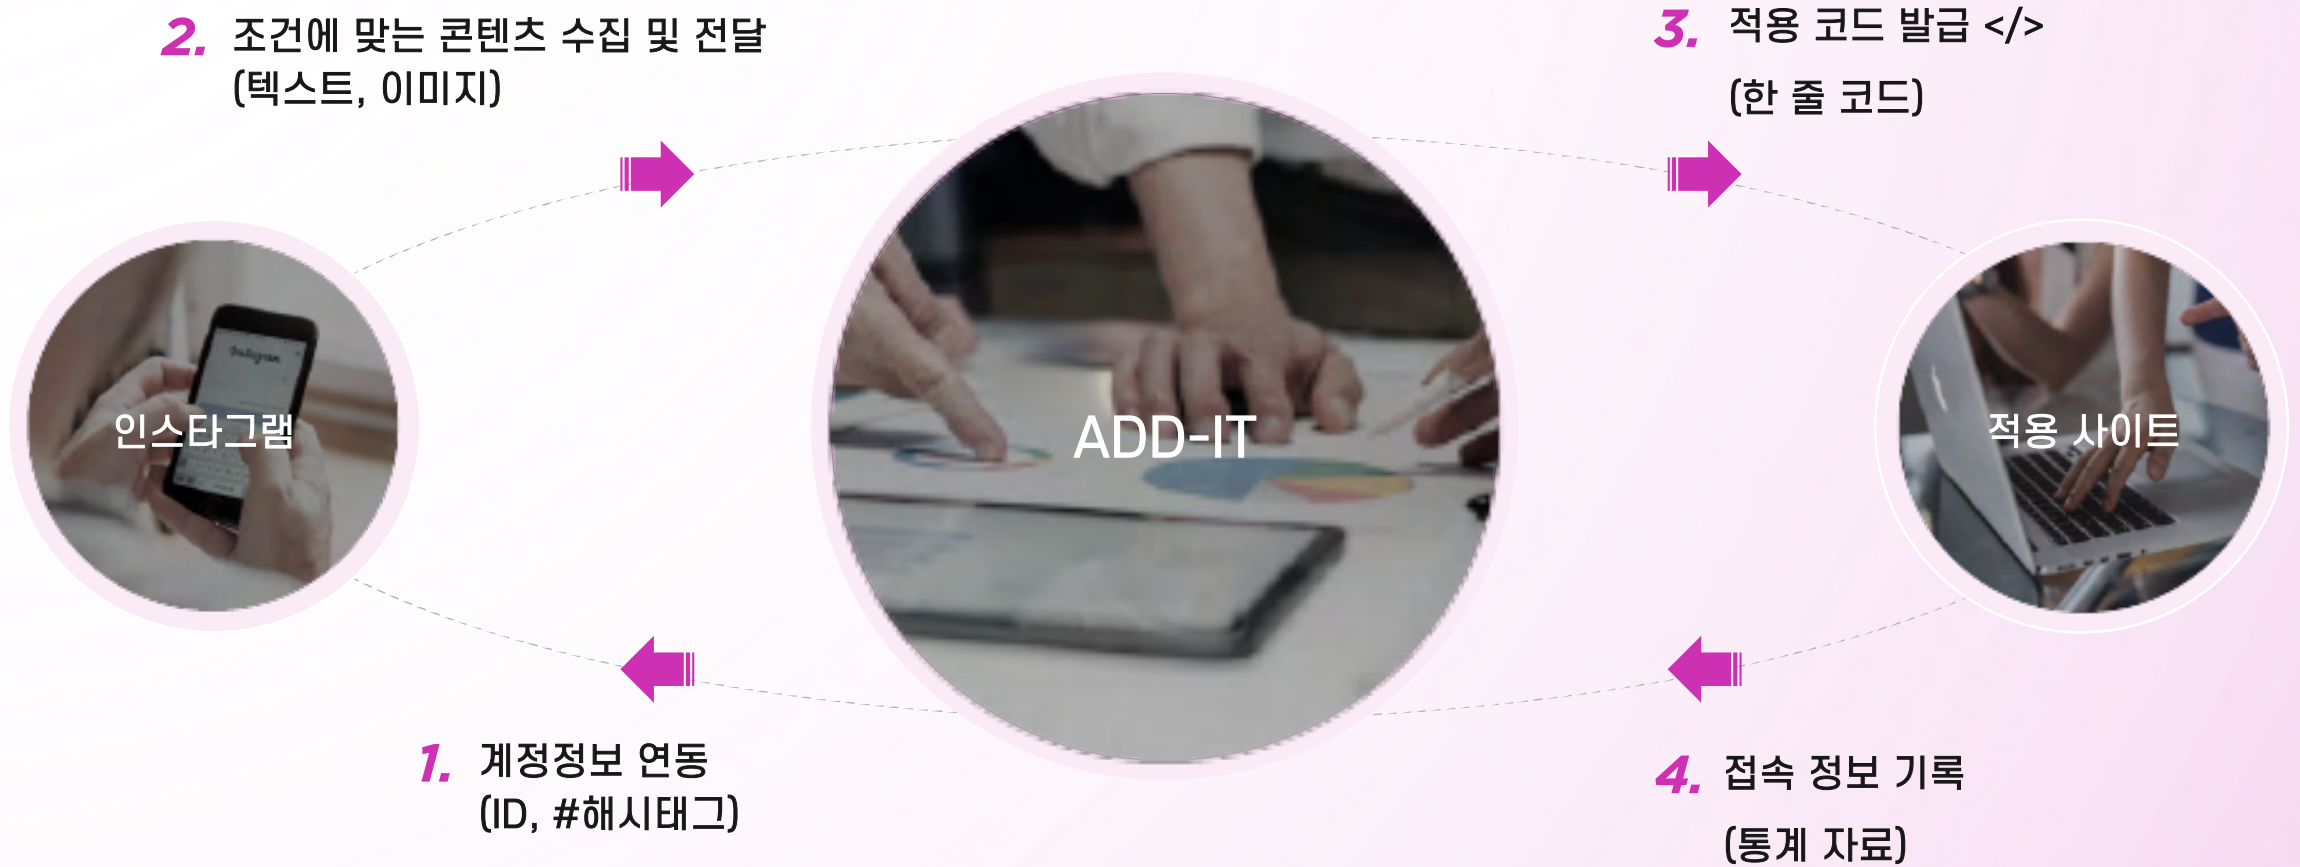 2. 조건에 맞는 콘텐츠 수집 및 전달
(텍스트, 이미지)
3. 적용 코드 발급 </>
(한 줄 코드)
Instagram
인스타그램
ADD-IT
적용 사이트
1. 계정정보 연동
(ID, #해시태그)
4. 접속 정보 기록
(통계 자료)